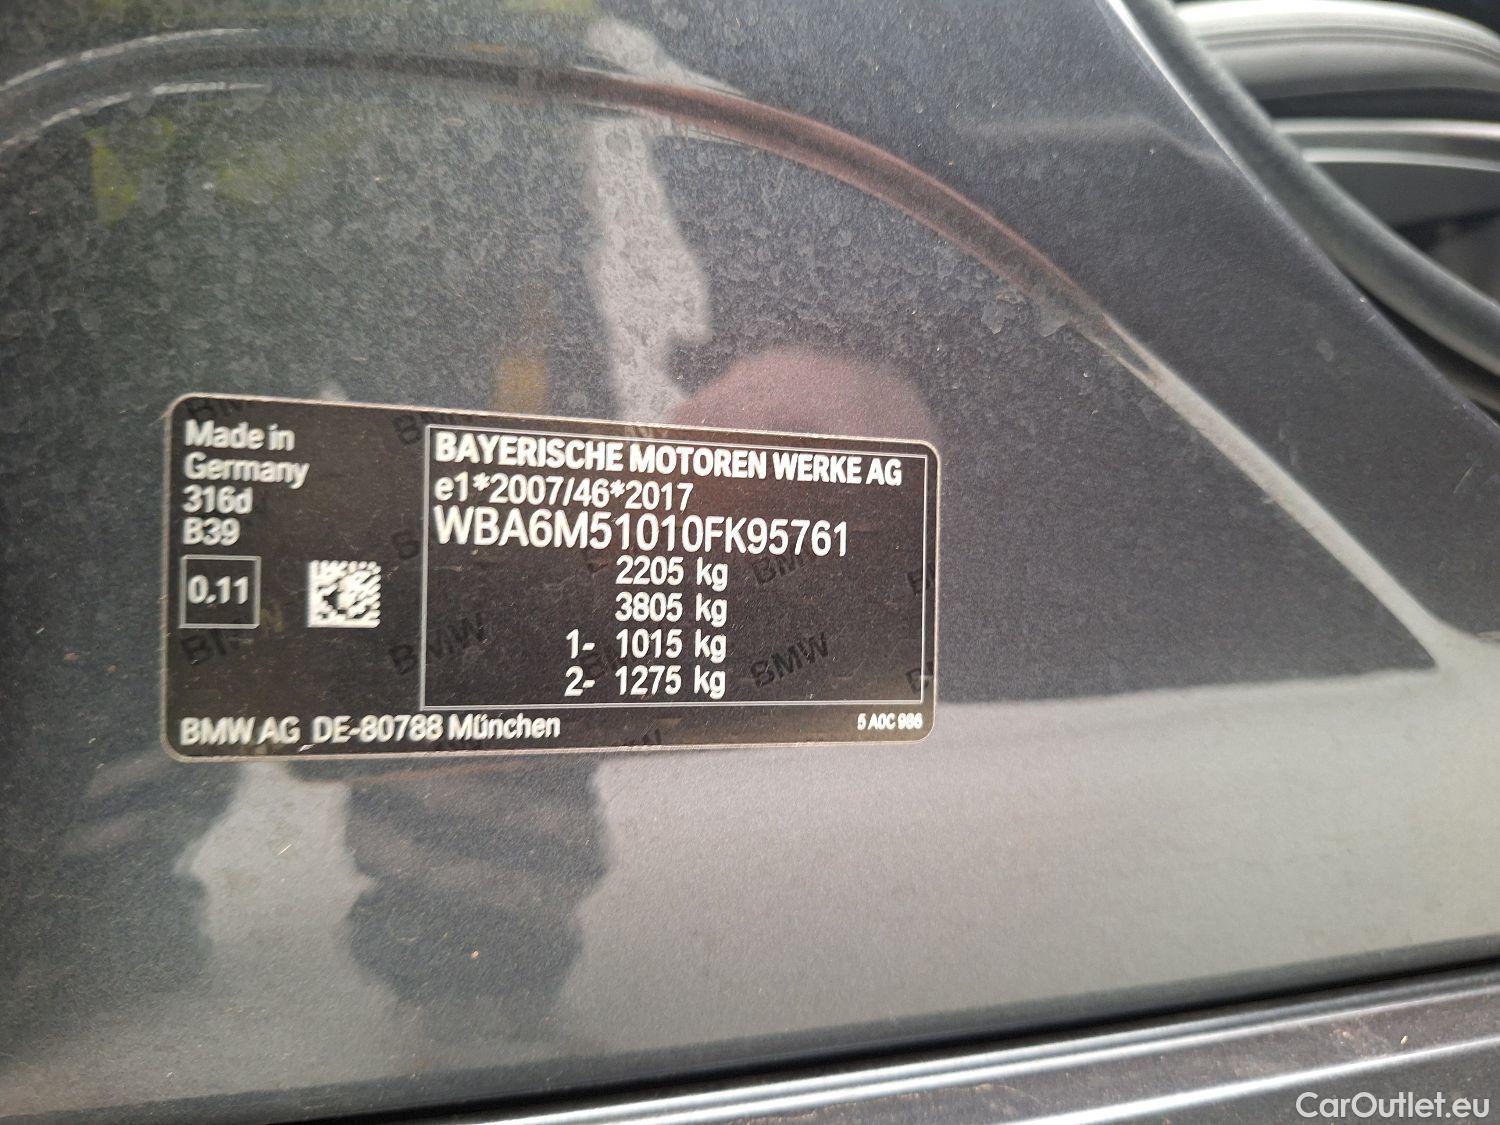 Made in
Germany
316d
B39
0.11
BAYERISCHE MOTOREN WERKE AG
e1*2007/46*2017
WBA6M51010FK95761
2205 kg
3805 kg
1- 1015 kg
2- 1275 kg
BMW AG DE-80788 München
5 A0C 986
CarOutlet.eu